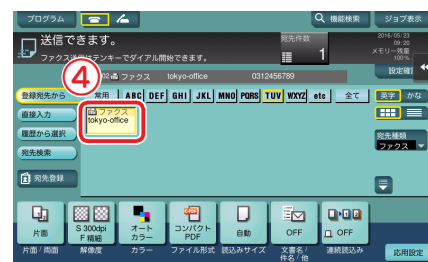 プログラム
機能検索
ジョブ表示
送信できます。
ファクス送信はテンキーでダイアル開始できます。
宛先件数
1
2016/05/23
09:20
メモリー残量
100%
02: ファクス tokyo-office 0312456789
設定確認
④
登録宛先から
常用 ABC DEF GHI JKL MNO PQRS TUV WXYZ etc 全て
英字 かな
直接入力
ファクス
tokyo-office
履歴から選択
宛先種類
ファクス
宛先検索
宛先登録
片面
S 300dpi
F 精細
オート
カラー
コンパクト
PDF
自動
OFF
OFF
片面/両面
解像度
カラー
ファイル形式
読込みサイズ
文書名/
件名/他
連続読込み
応用設定